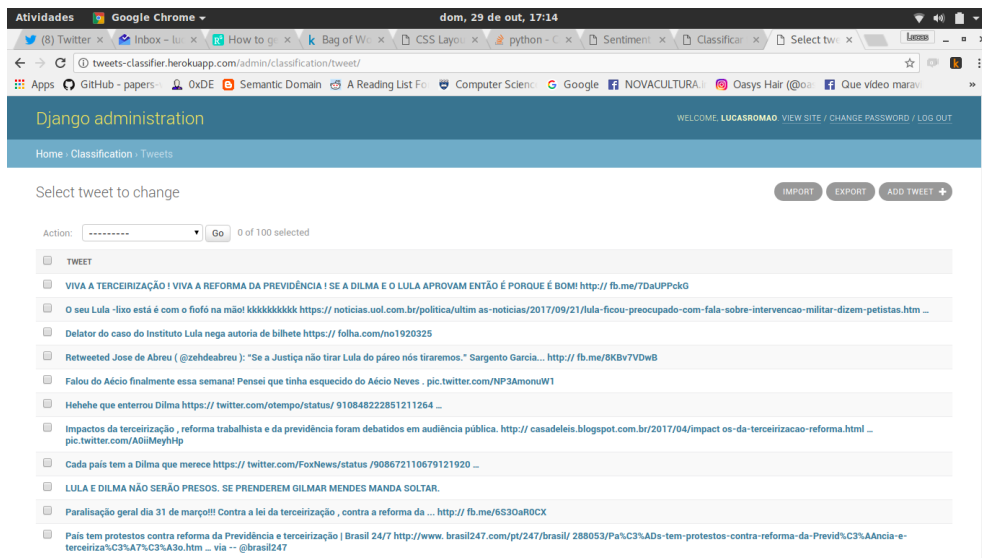 Atividades Google Chrome dom, 29 de out, 17:14
(8) Twitter × Inbox – luc × How to ge × Bag of Wo × CSS Layou × python - C × Sentiment × Classificar × Select twe × Lucas
tweets-classifier.herokuapp.com/admin/classification/tweet/
Apps GitHub - papers- 0xDE Semantic Domain A Reading List Fo Computer Scienc Google NOVACULTURA.i Oasys Hair (@oa Que vídeo marav »
Django administration WELCOME, LUCASROMAO. VIEW SITE / CHANGE PASSWORD / LOG OUT
Home › Classification › Tweets
Select tweet to change IMPORT EXPORT ADD TWEET +
Action: --------- Go 0 of 100 selected
TWEET
VIVA A TERCEIRIZAÇÃO ! VIVA A REFORMA DA PREVIDÊNCIA ! SE A DILMA E O LULA APROVAM ENTÃO É PORQUE É BOM! http:// fb.me/7DaUPPckG
O seu Lula -lixo está é com o fiofó na mão! kkkkkkkkkk https:// noticias.uol.com.br/politica/ultim as-noticias/2017/09/21/lula-ficou-preocupado-com-fala-sobre-intervencao-militar-dizem-petistas.htm …
Delator do caso do Instituto Lula nega autoria de bilhete https:// folha.com/no1920325
Retweeted Jose de Abreu ( @zehdeabreu ): "Se a Justiça não tirar Lula do páreo nós tiraremos." Sargento Garcia... http:// fb.me/8KBv7VDwB
Falou do Aécio finalmente essa semana! Pensei que tinha esquecido do Aécio Neves . pic.twitter.com/NP3AmonuW1
Hehehe que enterrou Dilma https:// twitter.com/otempo/status/ 910848222851211264 …
Impactos da terceirização , reforma trabalhista e da previdência foram debatidos em audiência pública. http:// casadeleis.blogspot.com.br/2017/04/impact os-da-terceirizacao-reforma.html …
pic.twitter.com/A0iiMeyhHp
Cada país tem a Dilma que merece https:// twitter.com/FoxNews/status /908672110679121920 …
LULA E DILMA NÃO SERÃO PRESOS. SE PRENDEREM GILMAR MENDES MANDA SOLTAR.
Paralisação geral dia 31 de março!!! Contra a lei da terceirização , contra a reforma da ... http:// fb.me/6S3OaR0CX
País tem protestos contra reforma da Previdência e terceirização | Brasil 24/7 http://www. brasil247.com/pt/247/brasil/ 288053/Pa%C3%ADs-tem-protestos-contra-reforma-da-Previd%C3%AAncia-e-
terceiriza%C3%A7%C3%A3o.htm … via -- @brasil247